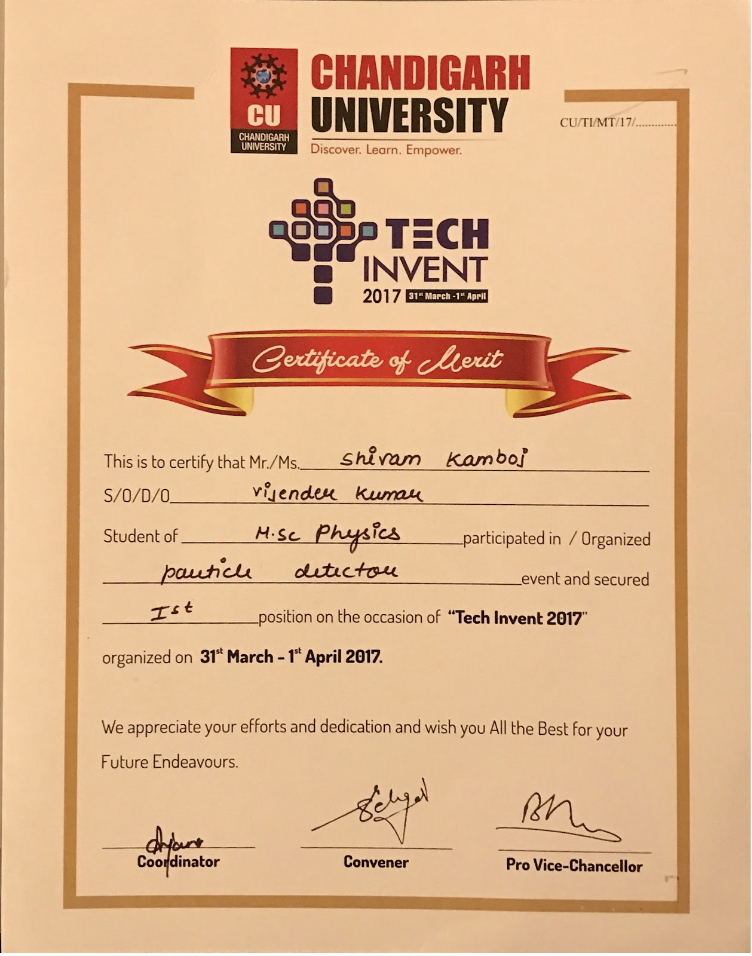 CHANDIGARH
UNIVERSITY
Discover. Learn. Empower.
CU
CHANDIGARH
UNIVERSITY
CU/TI/MT/17/............
TECH
INVENT
2017 31st March -1st April
Certificate of Merit
This is to certify that Mr./Ms. Shivam Kamboj
S/O/D/O vijender Kumar
Student of M.sc Physics participated in / Organized
particle detector event and secured
Ist position on the occasion of "Tech Invent 2017"
organized on 31st March - 1st April 2017.
We appreciate your efforts and dedication and wish you All the Best for your
Future Endeavours.
Coordinator
Convener
Pro Vice-Chancellor